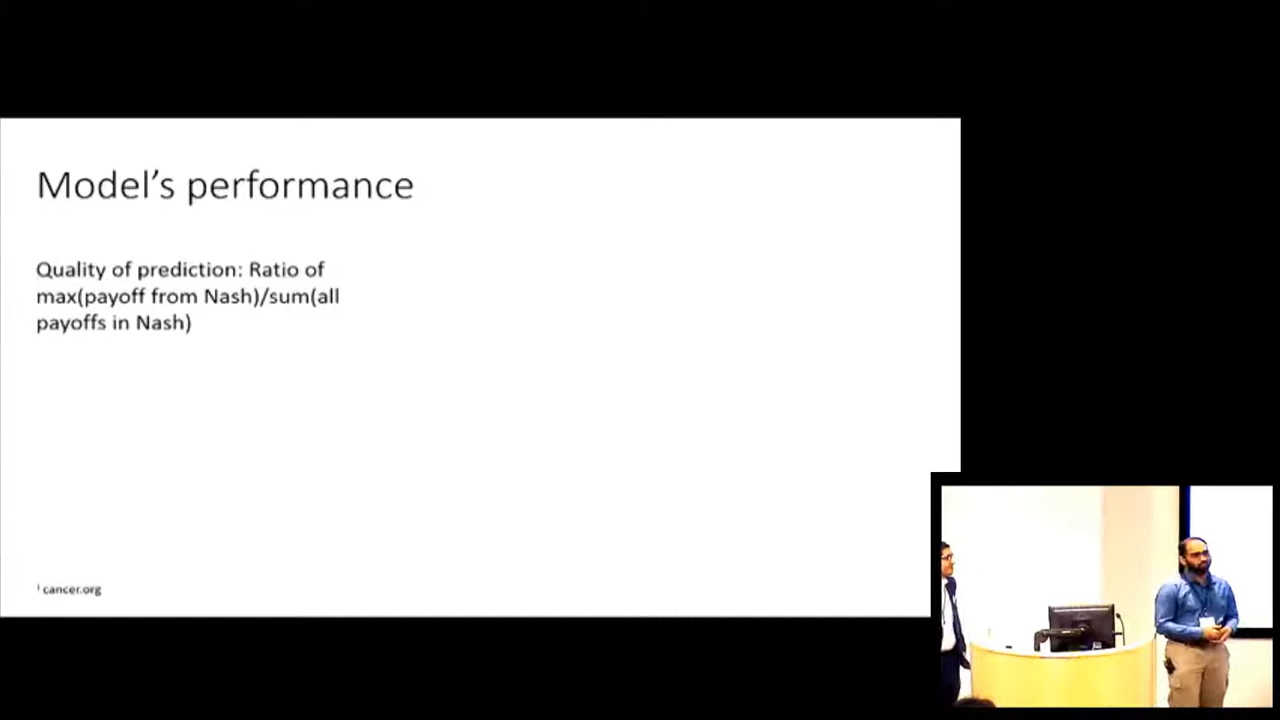 Model's performance
Quality of prediction: Ratio of
max(payoff from Nash)/sum(all
payoffs in Nash)
¹ cancer.org